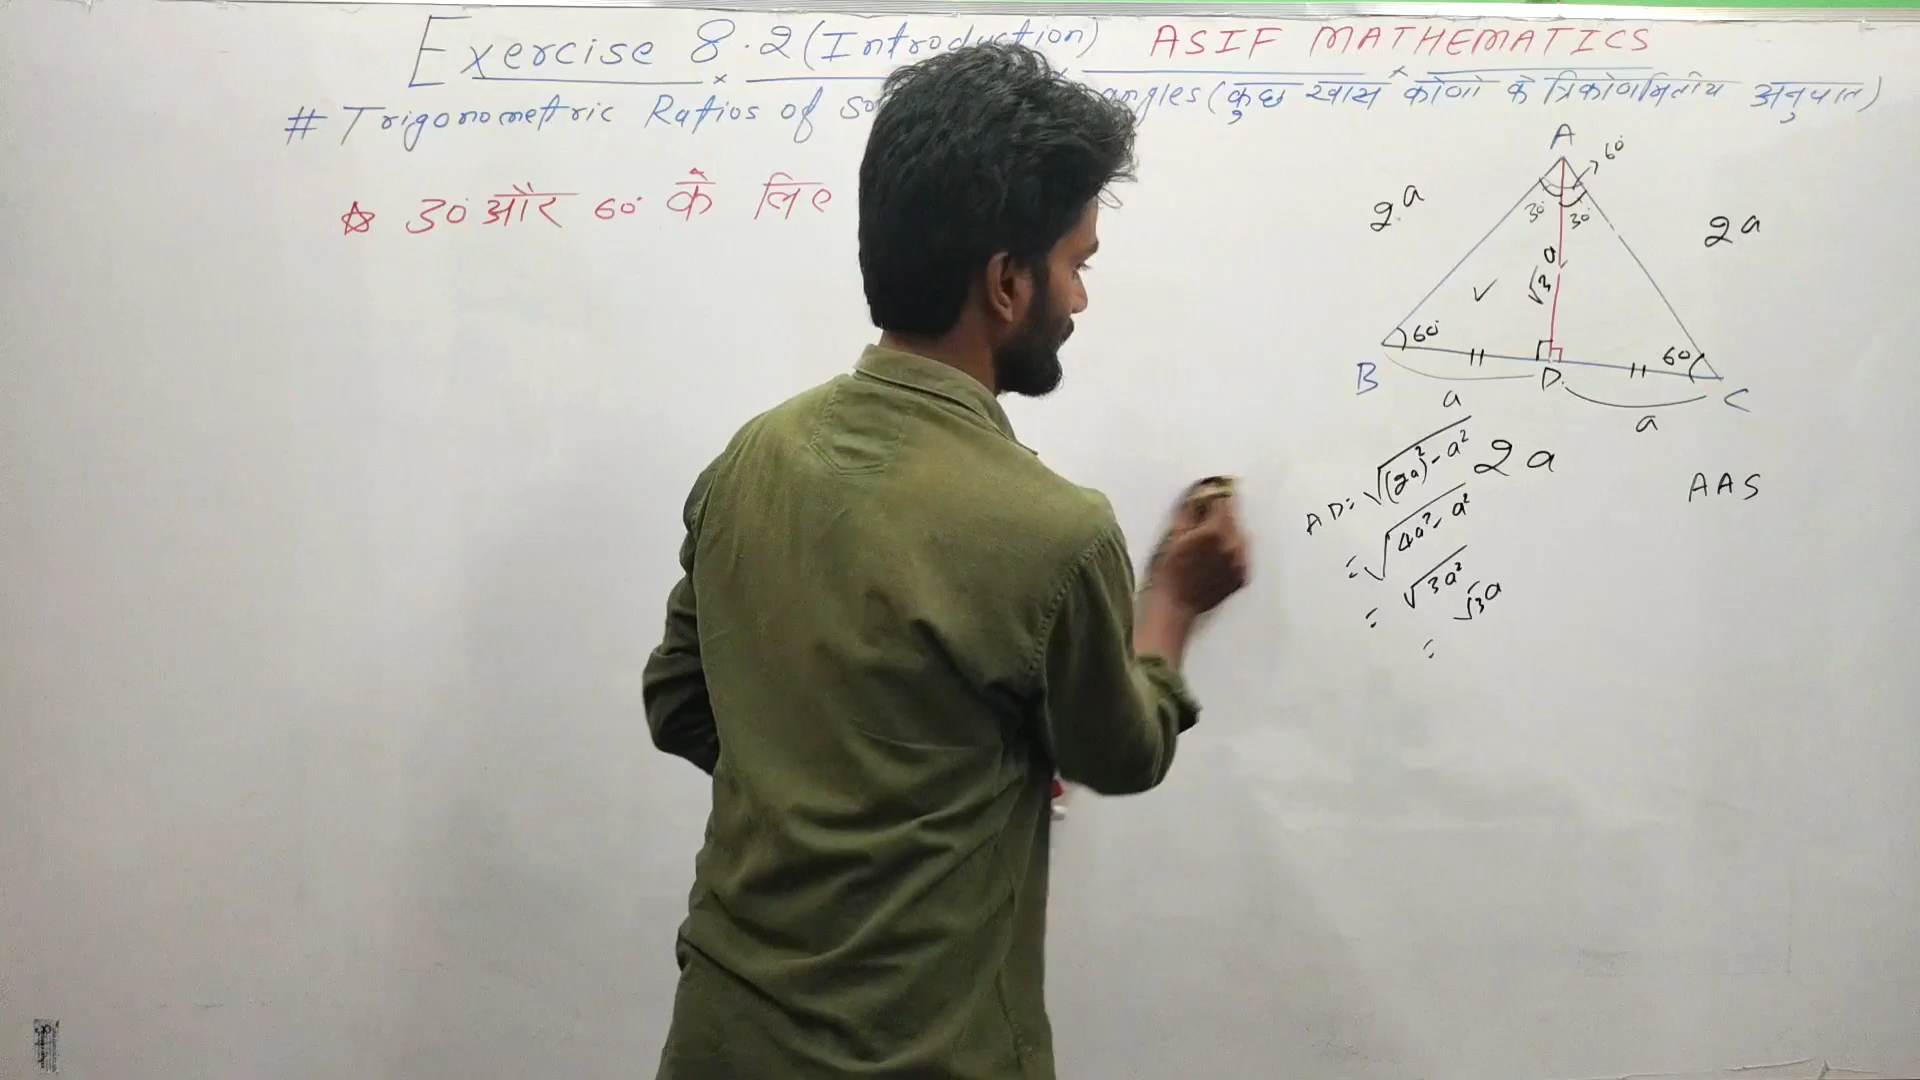 Exercise 8.2 (Introduction) ASIF MATHEMATICS
# Trigonometric Ratios of angles (कुछ खास कोणों के त्रिकोणमितीय अनुपात)
☆ 30° और 60° के लिए
A
60°
2a
30° 30°
2a
√3 a
✓
60°
60°
B
D
C
a
a
2a
AD = √(2a)² - a²
AAS
= √4a² - a²
= √3a²
= √3a